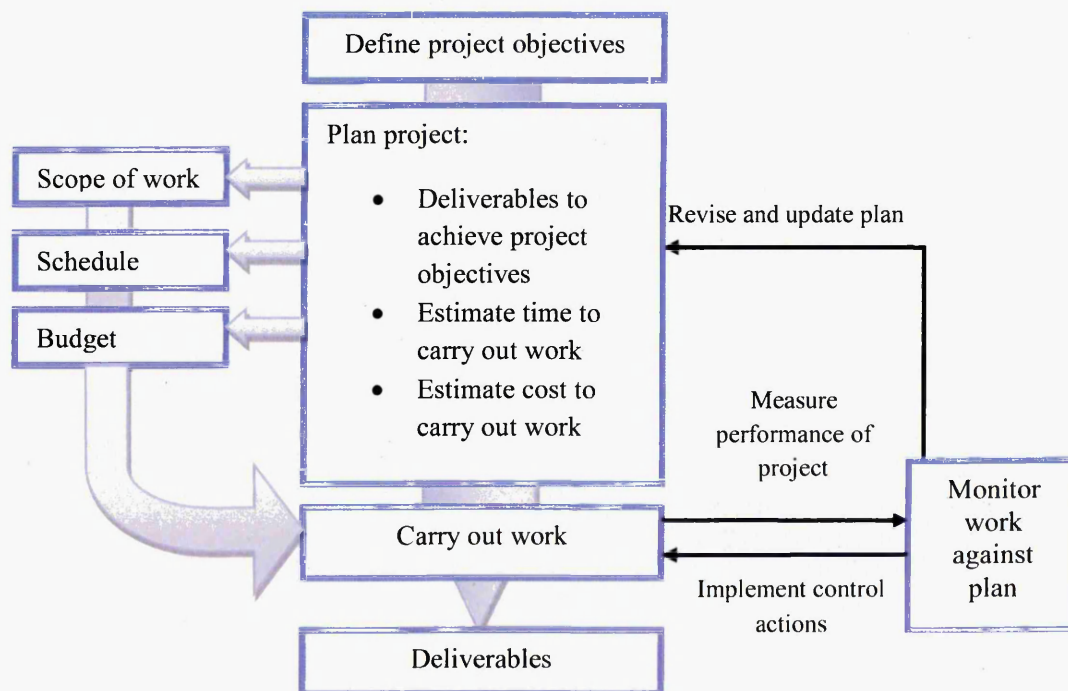 Define project objectives
Plan project:
• Deliverables to
achieve project
objectives
• Estimate time to
carry out work
• Estimate cost to
carry out work
Scope of work
Schedule
Budget
Revise and update plan
Measure
performance of
project
Monitor
work
against
plan
Carry out work
Implement control
actions
Deliverables